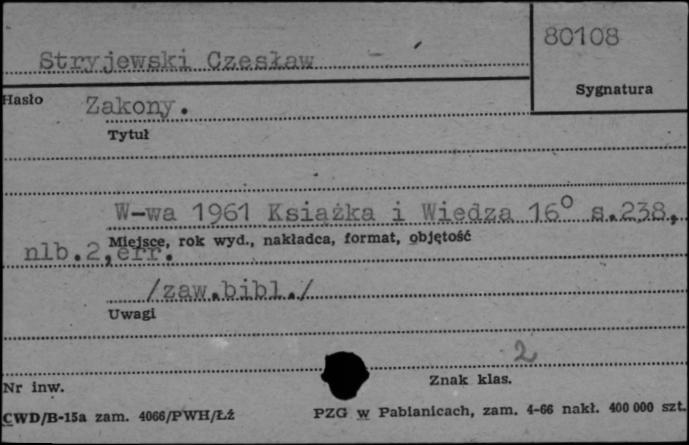 80108
Stryjewski Czesław
Sygnatura
Hasło
Zakony.
Tytuł
W-wa 1961 Książka i Wiedza 16° s.238,
Miejsce, rok wyd., nakładca, format, objętość
nlb.2,err.
/zaw.bibl./
Uwagi
2
Nr inw.
Znak klas.
CWD/B-15a zam. 4066/PWH/Łż
PZG w Pabianicach, zam. 4-66 nakł. 400 000 szt.